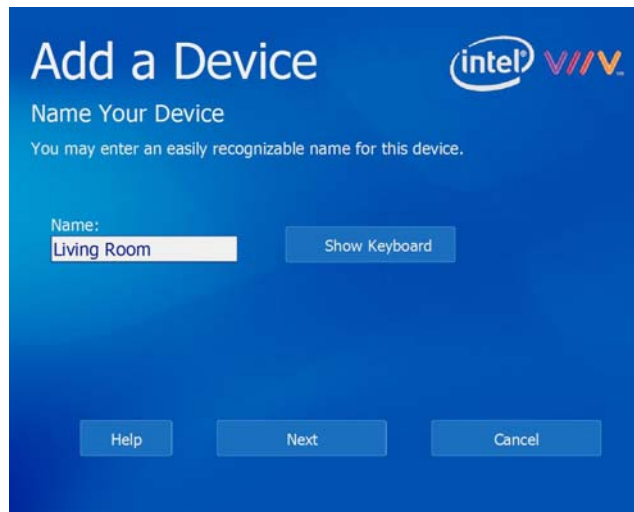 Add a Device
intel VIIV
Name Your Device
You may enter an easily recognizable name for this device.
Name:
Living Room
Show Keyboard
Help
Next
Cancel